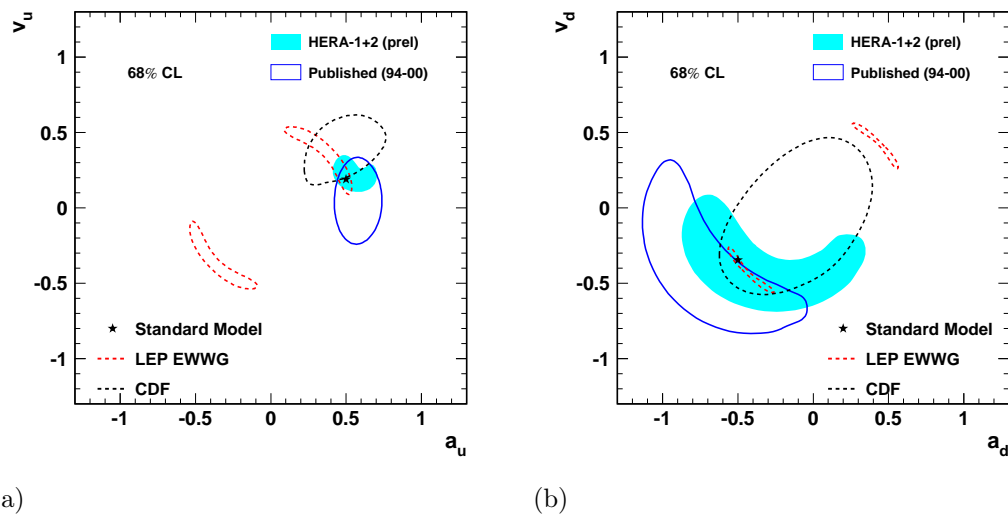 v_u
1
0.5
0
-0.5
-1
-1 -0.5 0 0.5 1
a_u
HERA-1+2 (prel)
68% CL
Published (94-00)
Standard Model
LEP EWWG
CDF
a)
v_d
1
0.5
0
-0.5
-1
-1 -0.5 0 0.5 1
a_d
HERA-1+2 (prel)
68% CL
Published (94-00)
Standard Model
LEP EWWG
CDF
(b)